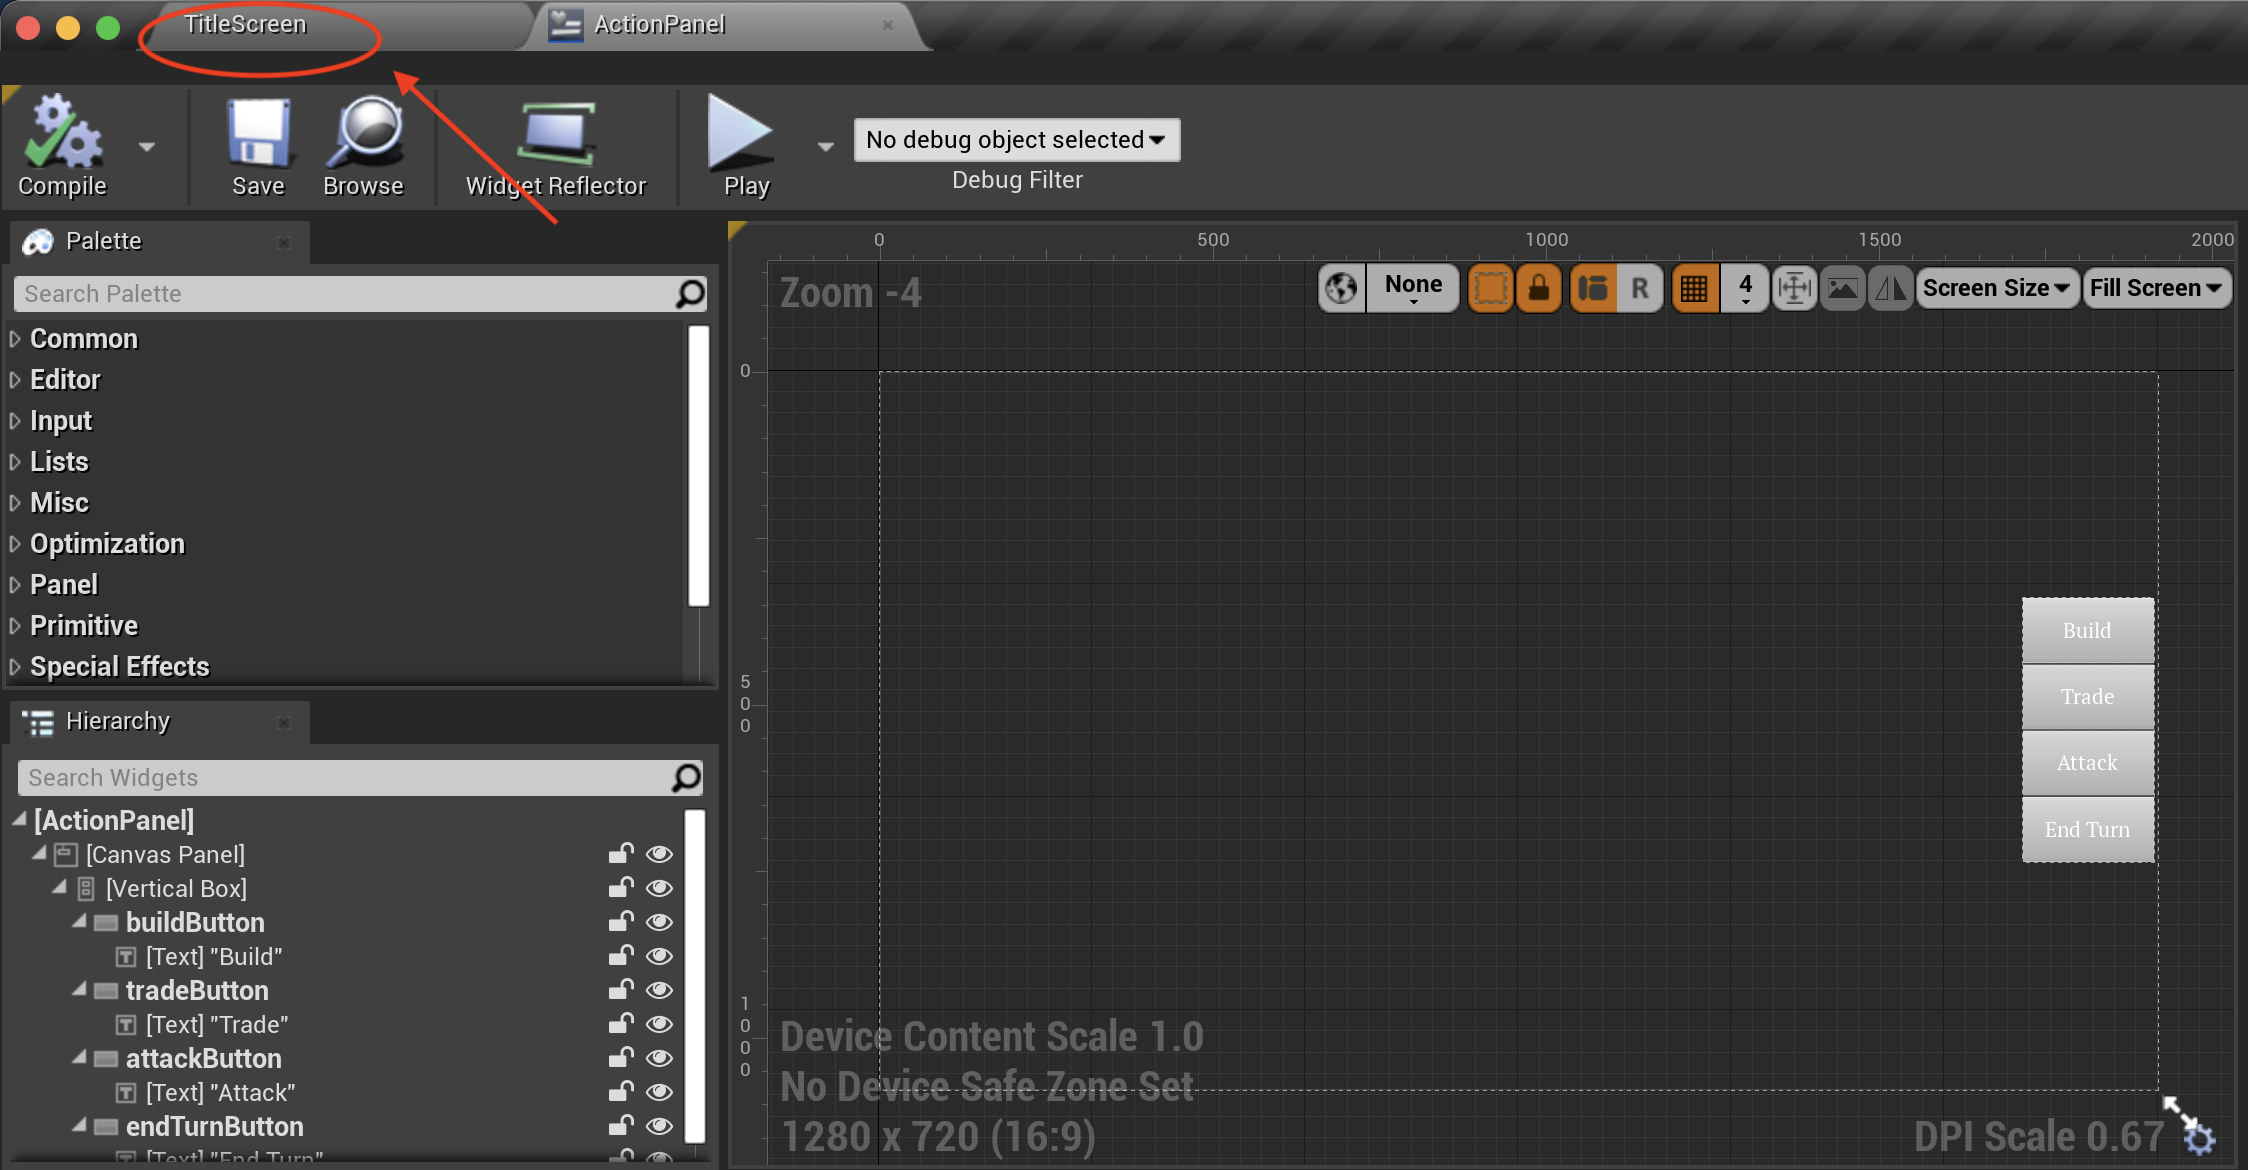 TitleScreen
ActionPanel
Compile
Save
Browse
Widget Reflector
Play
No debug object selected
Debug Filter
Palette
Search Palette
Common
Editor
Input
Lists
Misc
Optimization
Panel
Primitive
Special Effects
Hierarchy
Search Widgets
[ActionPanel]
[Canvas Panel]
[Vertical Box]
buildButton
[Text] "Build"
tradeButton
[Text] "Trade"
attackButton
[Text] "Attack"
endTurnButton
[Text] "End Turn"
0 500 1000 1500 2000
Zoom -4
None
R
4
Screen Size
Fill Screen
0
500
1000
Build
Trade
Attack
End Turn
Device Content Scale 1.0
No Device Safe Zone Set
1280 x 720 (16:9)
DPI Scale 0.67